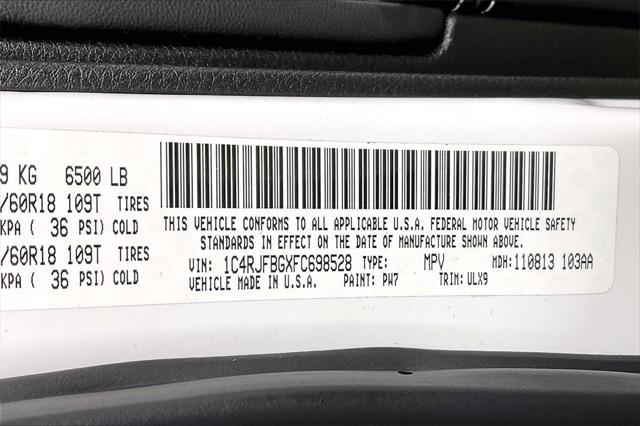 9 KG 6500 LB
/60R18 109T TIRES
KPA ( 36 PSI) COLD
/60R18 109T TIRES
KPA ( 36 PSI) COLD
THIS VEHICLE CONFORMS TO ALL APPLICABLE U.S.A. FEDERAL MOTOR VEHICLE SAFETY
STANDARDS IN EFFECT ON THE DATE OF MANUFACTURE SHOWN ABOVE.
VIN: 1C4RJFBGXFC698528 TYPE: MPV MDH:110813 103AA
VEHICLE MADE IN U.S.A. PAINT: PW7 TRIM: ULX9